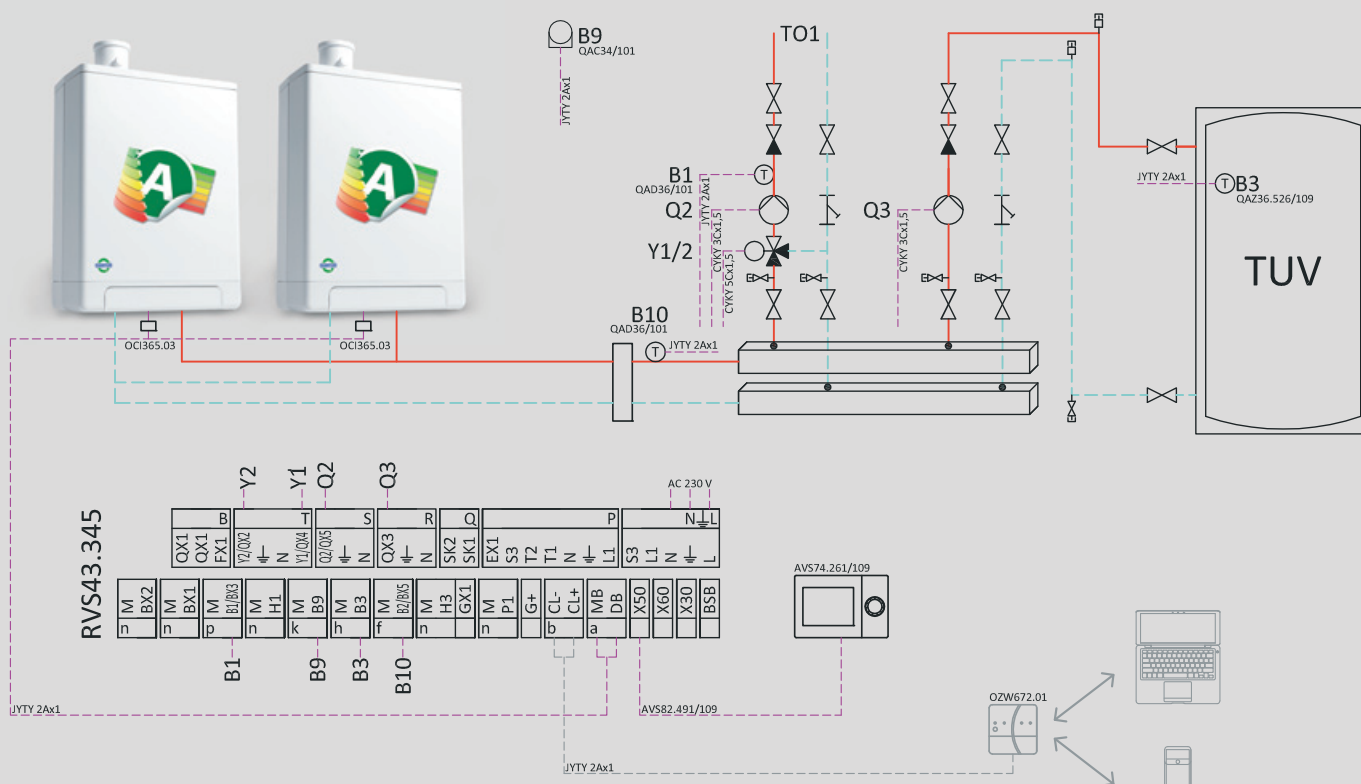 A
A
B9
QAC34/101
JYTY 2Ax1
TO1
B1
QAD36/101
JYTY 2Ax1
Q2
CYKY 3Cx1,5
Y1/2
CYKY 5Cx1,5
Q3
CYKY 3Cx1,5
JYTY 2Ax1
B3
QAZ36.526/109
TUV
B10
QAD36/101
JYTY 2Ax1
OCI365.03
OCI365.03
RVS43.345
Y2
Y1
Q2
Q3
AC 230 V
B
T
S
R
Q
P
N L
QX1
QX1
FX1
Y2/QX2
N
Y1/QX4
Q2/QX5
N
QX3
N
SK2
SK1
EX1
S3
T2
T1
N
L1
S3
L1
N
L
M
BX2
M
BX1
M
B1/BX3
M
H1
M
B9
M
B3
M
B2/BX5
M
H3
GX1
M
P1
G+
CL-
CL+
MB
DB
X50
X60
X30
BSB
n
n
p
n
k
h
f
n
n
b
a
B1
B9
B3
B10
AVS74.261/109
AVS82.491/109
OZW672.01
JYTY 2Ax1
JYTY 2Ax1